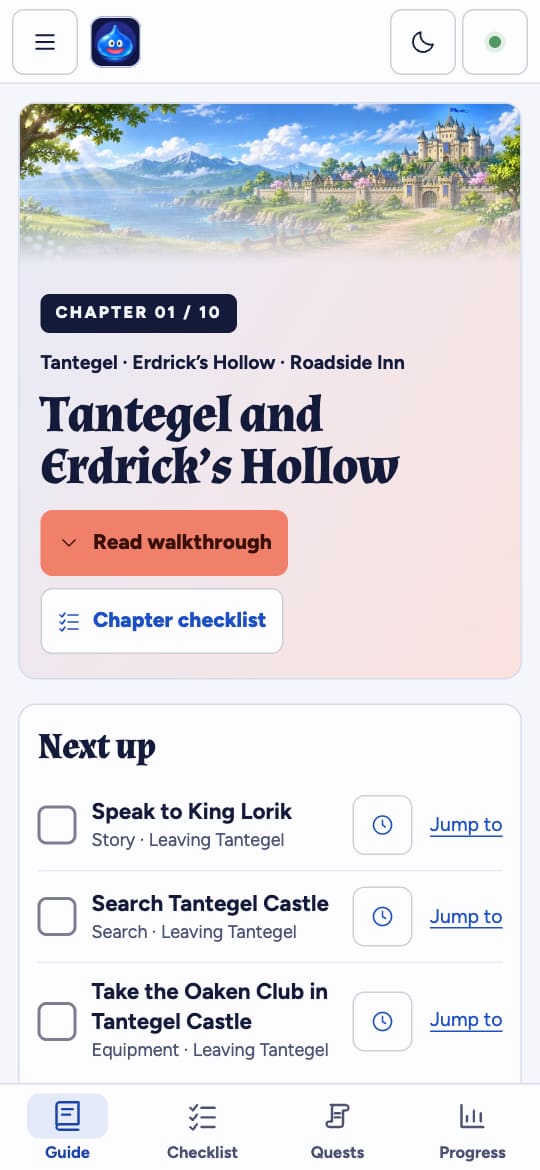 CHAPTER 01 / 10
Tantegel · Erdrick’s Hollow · Roadside Inn
Tantegel and
Erdrick’s Hollow
Read walkthrough
Chapter checklist
Next up
Speak to King Lorik
Story · Leaving Tantegel
Jump to
Search Tantegel Castle
Search · Leaving Tantegel
Jump to
Take the Oaken Club in
Tantegel Castle
Equipment · Leaving Tantegel
Jump to
Guide
Checklist
Quests
Progress